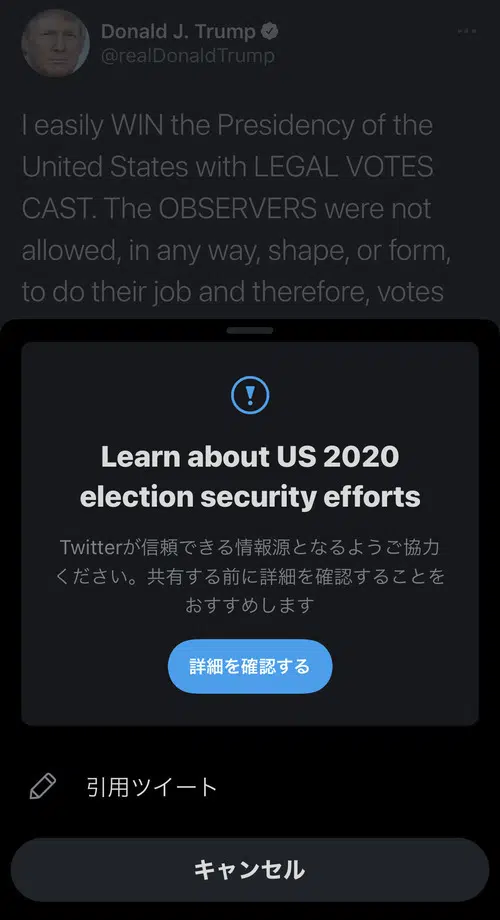 Donald J. Trump
@realDonaldTrump
I easily WIN the Presidency of the
United States with LEGAL VOTES
CAST. The OBSERVERS were not
allowed, in any way, shape, or form,
to do their job and therefore, votes
Learn about US 2020
election security efforts
Twitterが信頼できる情報源となるようご協力
ください。共有する前に詳細を確認することを
おすすめします
詳細を確認する
引用ツイート
キャンセル